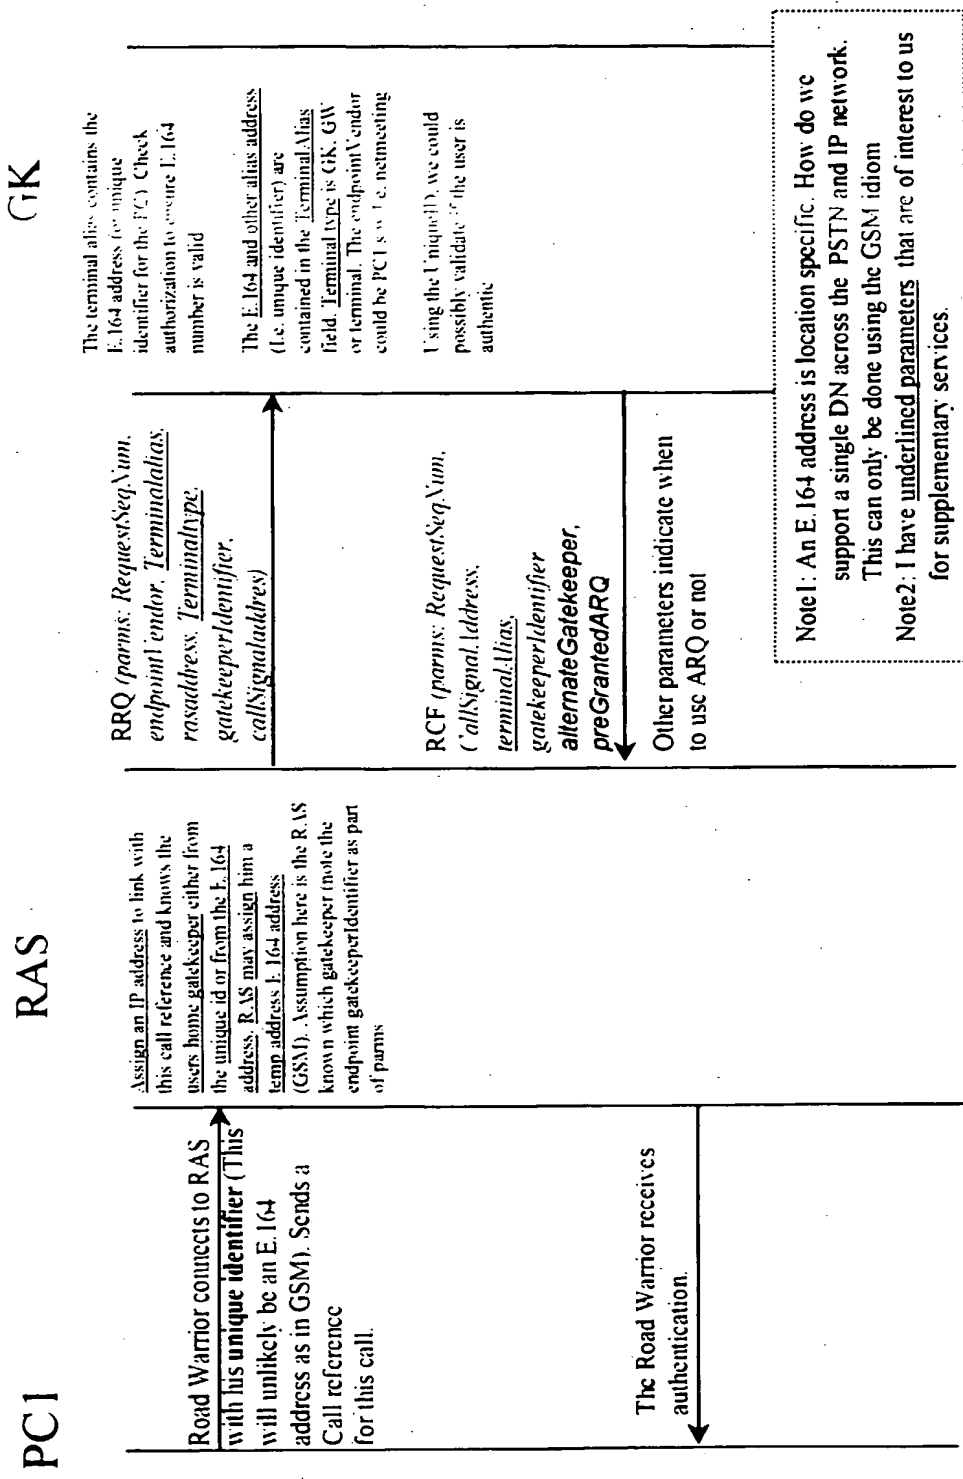 PC1
RAS
GK
Road Warrior connects to RAS
with his unique identifier (This
will unlikely be an E.164
address as in GSM). Sends a
Call reference
for this call.
The Road Warrior receives
authentication.
Assign an IP address to link with
this call reference and knows the
users home gatekeeper either from
the unique id or from the E.164
address. RAS may assign him a
temp address E.164 address
(GSM). Assumption here is the RAS
known which gatekeeper (note the
endpoint gatekeeperIdentifier as part
of parms
RRQ (parms: RequestSeqNum,
endpointVendor, Terminalalias,
rasaddress, Terminaltype,
gatekeeperIdentifier,
callSignaladdres)
RCF (parms: RequestSeqNum,
CallSignalAddress,
terminalAlias,
gatekeeperIdentifier
alternateGatekeeper,
preGrantedARQ
Other parameters indicate when
to use ARQ or not
The terminal alias contains the
E.164 address (or unique
identifier for the PC). Check
authorization to ensure E.164
number is valid
The E.164 and other alias address
(I.e. unique identifier) are
contained in the TerminalAlias
field. Terminal type is GK, GW
or terminal. The endpointVendor
could be PC1 s/w I.e. netmeeting
Using the UniqueID, we could
possibly validate if the user is
authentic
Note1: An E.164 address is location specific. How do we
support a single DN across the PSTN and IP network.
This can only be done using the GSM idiom
Note2: I have underlined parameters that are of interest to us
for supplementary services.